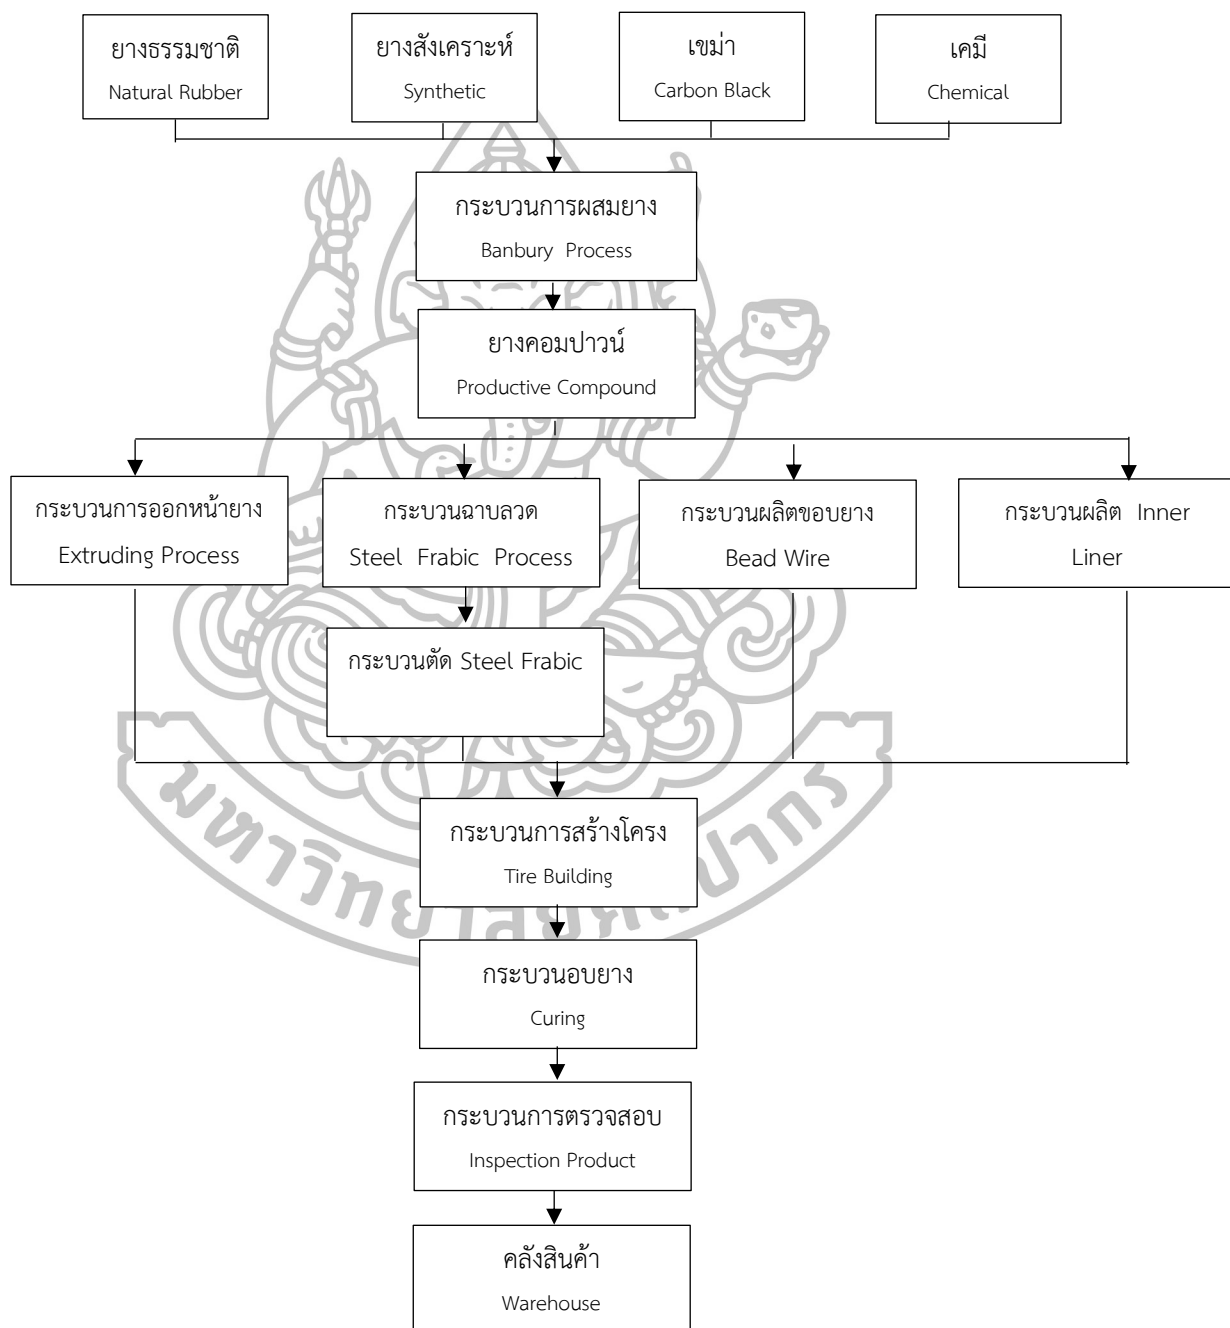 ยางธรรมชาติ
Natural Rubber
ยางสังเคราะห์
Synthetic
เขม่า
Carbon Black
เคมี
Chemical
กระบวนการผสมยาง
Banbury Process
ยางคอมปาวน์
Productive Compound
กระบวนการออกหน้ายาง
Extruding Process
กระบวนฉาบลวด
Steel Frabic Process
กระบวนผลิตขอบยาง
Bead Wire
กระบวนผลิต Inner
Liner
กระบวนตัด Steel Frabic
กระบวนการสร้างโครง
Tire Building
กระบวนอบยาง
Curing
กระบวนการตรวจสอบ
Inspection Product
คลังสินค้า
Warehouse